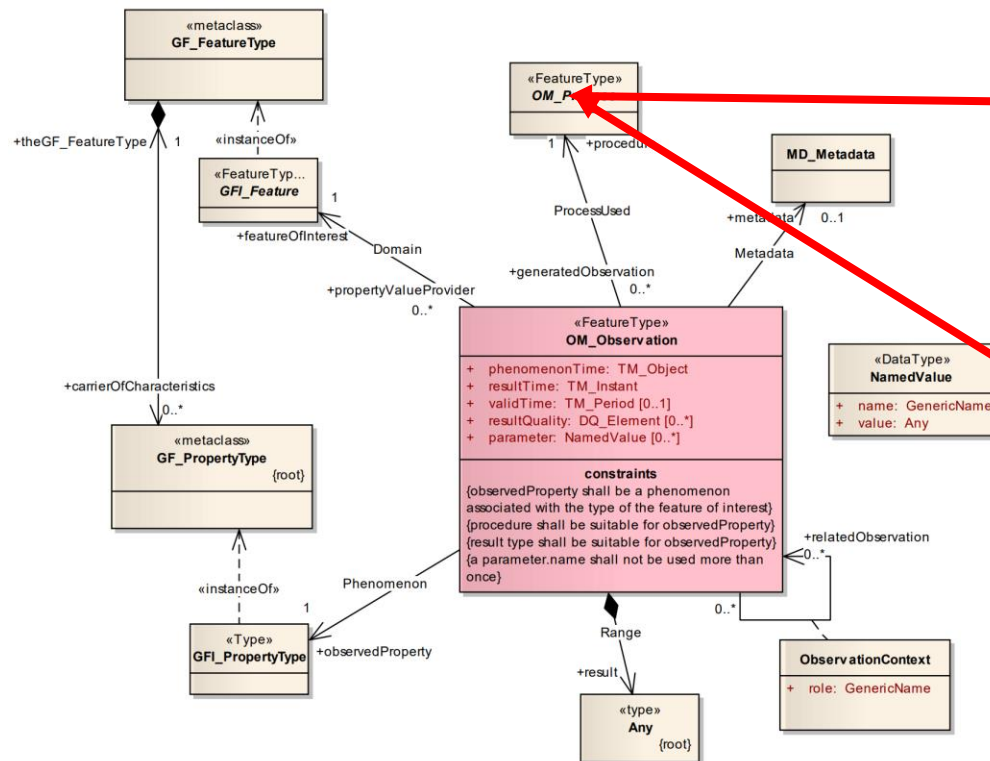 «metaclass»
GF_FeatureType
«FeatureType»
+theGF_FeatureType
1
«instanceOf»
1
+procedur
MD_Metadata
«FeatureTyp...
GFI_Feature
1
+featureOfInterest
ProcessUsed
+metadata
0..1
Domain
Metadata
+generatedObservation
0..*
+propertyValueProvider
0..*
«FeatureType»
OM_Observation
+ phenomenonTime: TM_Object
+ resultTime: TM_Instant
+ validTime: TM_Period [0..1]
+ resultQuality: DQ_Element [0..*]
+ parameter: NamedValue [0..*]
«DataType»
NamedValue
+ name: GenericName
+ value: Any
+carrierOfCharacteristics
0..*
«metaclass»
GF_PropertyType
{root}
constraints
{observedProperty shall be a phenomenon
associated with the type of the feature of interest}
{procedure shall be suitable for observedProperty}
{result type shall be suitable for observedProperty}
{a parameter.name shall not be used more than
once}
+relatedObservation
0..*
«instanceOf»
Phenomenon
1
0..*
«Type»
GFI_PropertyType
+observedProperty
Range
+result
ObservationContext
+ role: GenericName
«type»
Any
{root}